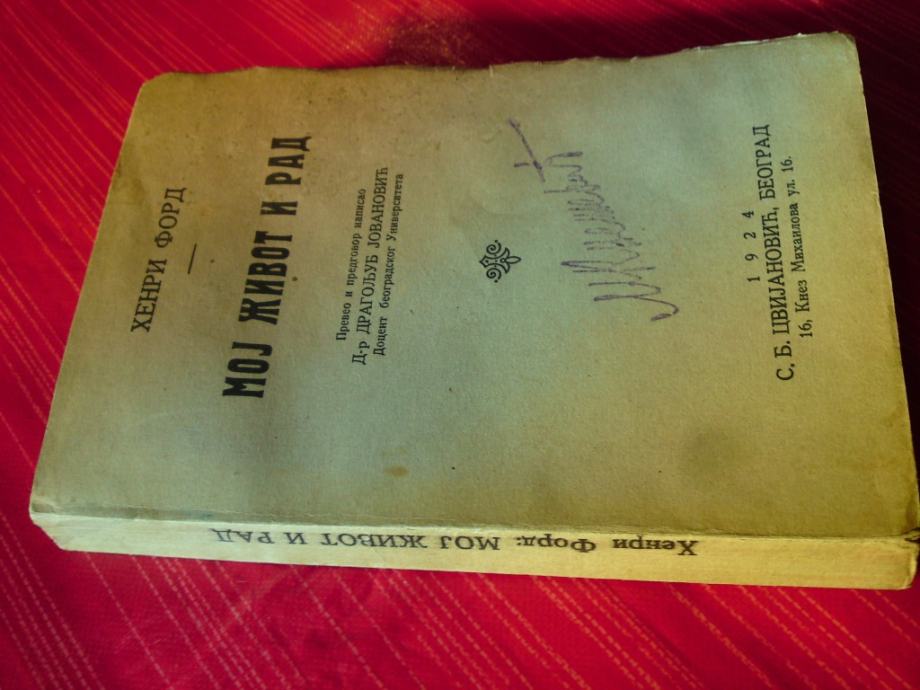 ХЕНРИ ФОРД
МОЈ ЖИВОТ И РАД
Превео и предговор написао
Д-р ДРАГОЉУБ ЈОВАНОВИЋ
Доцент београдског Универзитета
1924
С. Б. ЦВИЈАНОВИЋ, БЕОГРАД
16, Кнез Михаилова ул. 16.
Хенри Форд: МОЈ ЖИВОТ И РАД